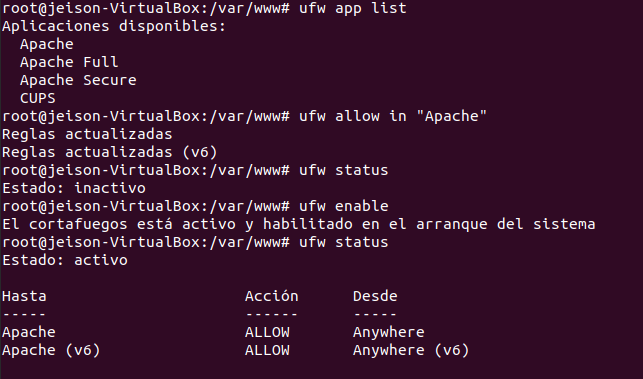 root@jeison-VirtualBox:/var/www# ufw app list
Aplicaciones disponibles:
  Apache
  Apache Full
  Apache Secure
  CUPS
root@jeison-VirtualBox:/var/www# ufw allow in "Apache"
Reglas actualizadas
Reglas actualizadas (v6)
root@jeison-VirtualBox:/var/www# ufw status
Estado: inactivo
root@jeison-VirtualBox:/var/www# ufw enable
El cortafuegos está activo y habilitado en el arranque del sistema
root@jeison-VirtualBox:/var/www# ufw status
Estado: activo

Hasta                      Acción      Desde
-----                      ------      -----
Apache                     ALLOW       Anywhere
Apache (v6)                ALLOW       Anywhere (v6)